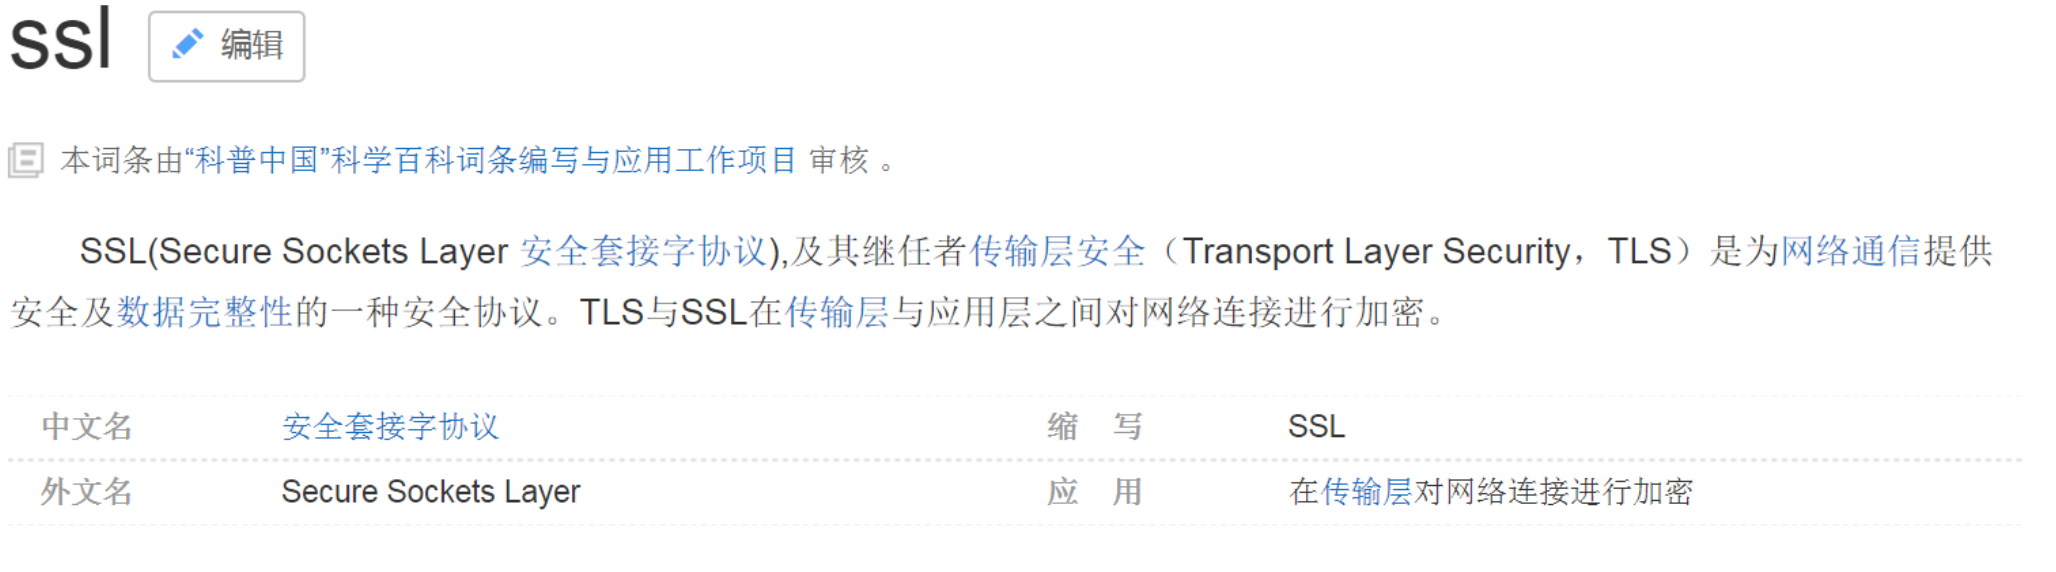 ssl 编辑
本词条由“科普中国”科学百科词条编写与应用工作项目 审核 。
SSL(Secure Sockets Layer 安全套接字协议),及其继任者传输层安全（Transport Layer Security，TLS）是为网络通信提供
安全及数据完整性的一种安全协议。TLS与SSL在传输层与应用层之间对网络连接进行加密。
中文名 安全套接字协议 缩 写 SSL
外文名 Secure Sockets Layer 应 用 在传输层对网络连接进行加密